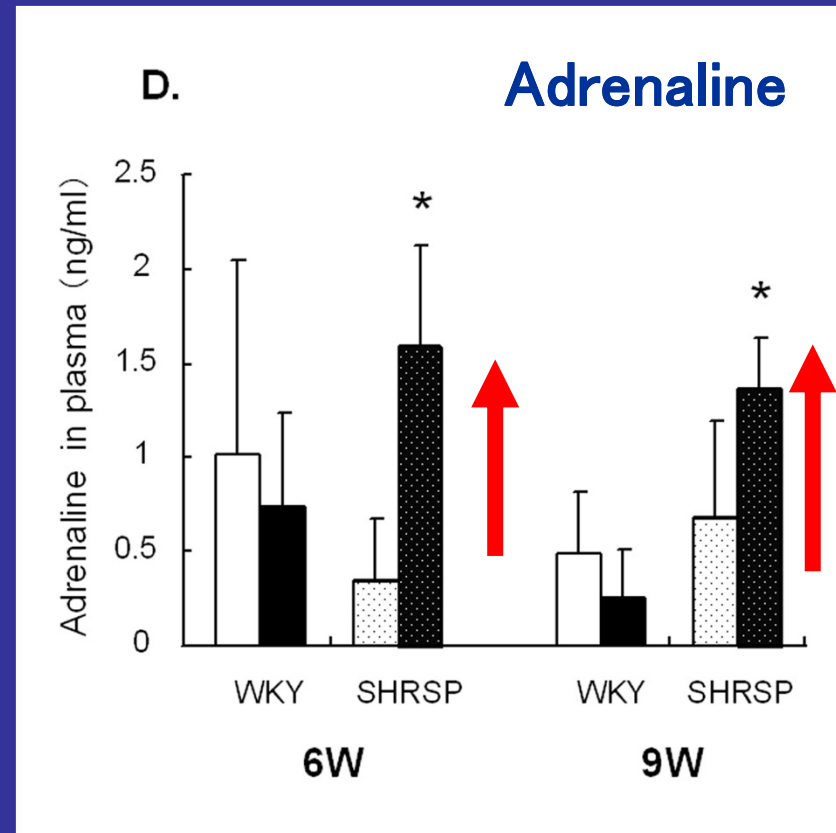 D.
Adrenaline
Adrenaline in plasma (ng/ml)
2.5
2
1.5
1
0.5
0
*
*
WKY SHRSP WKY SHRSP
6W 9W